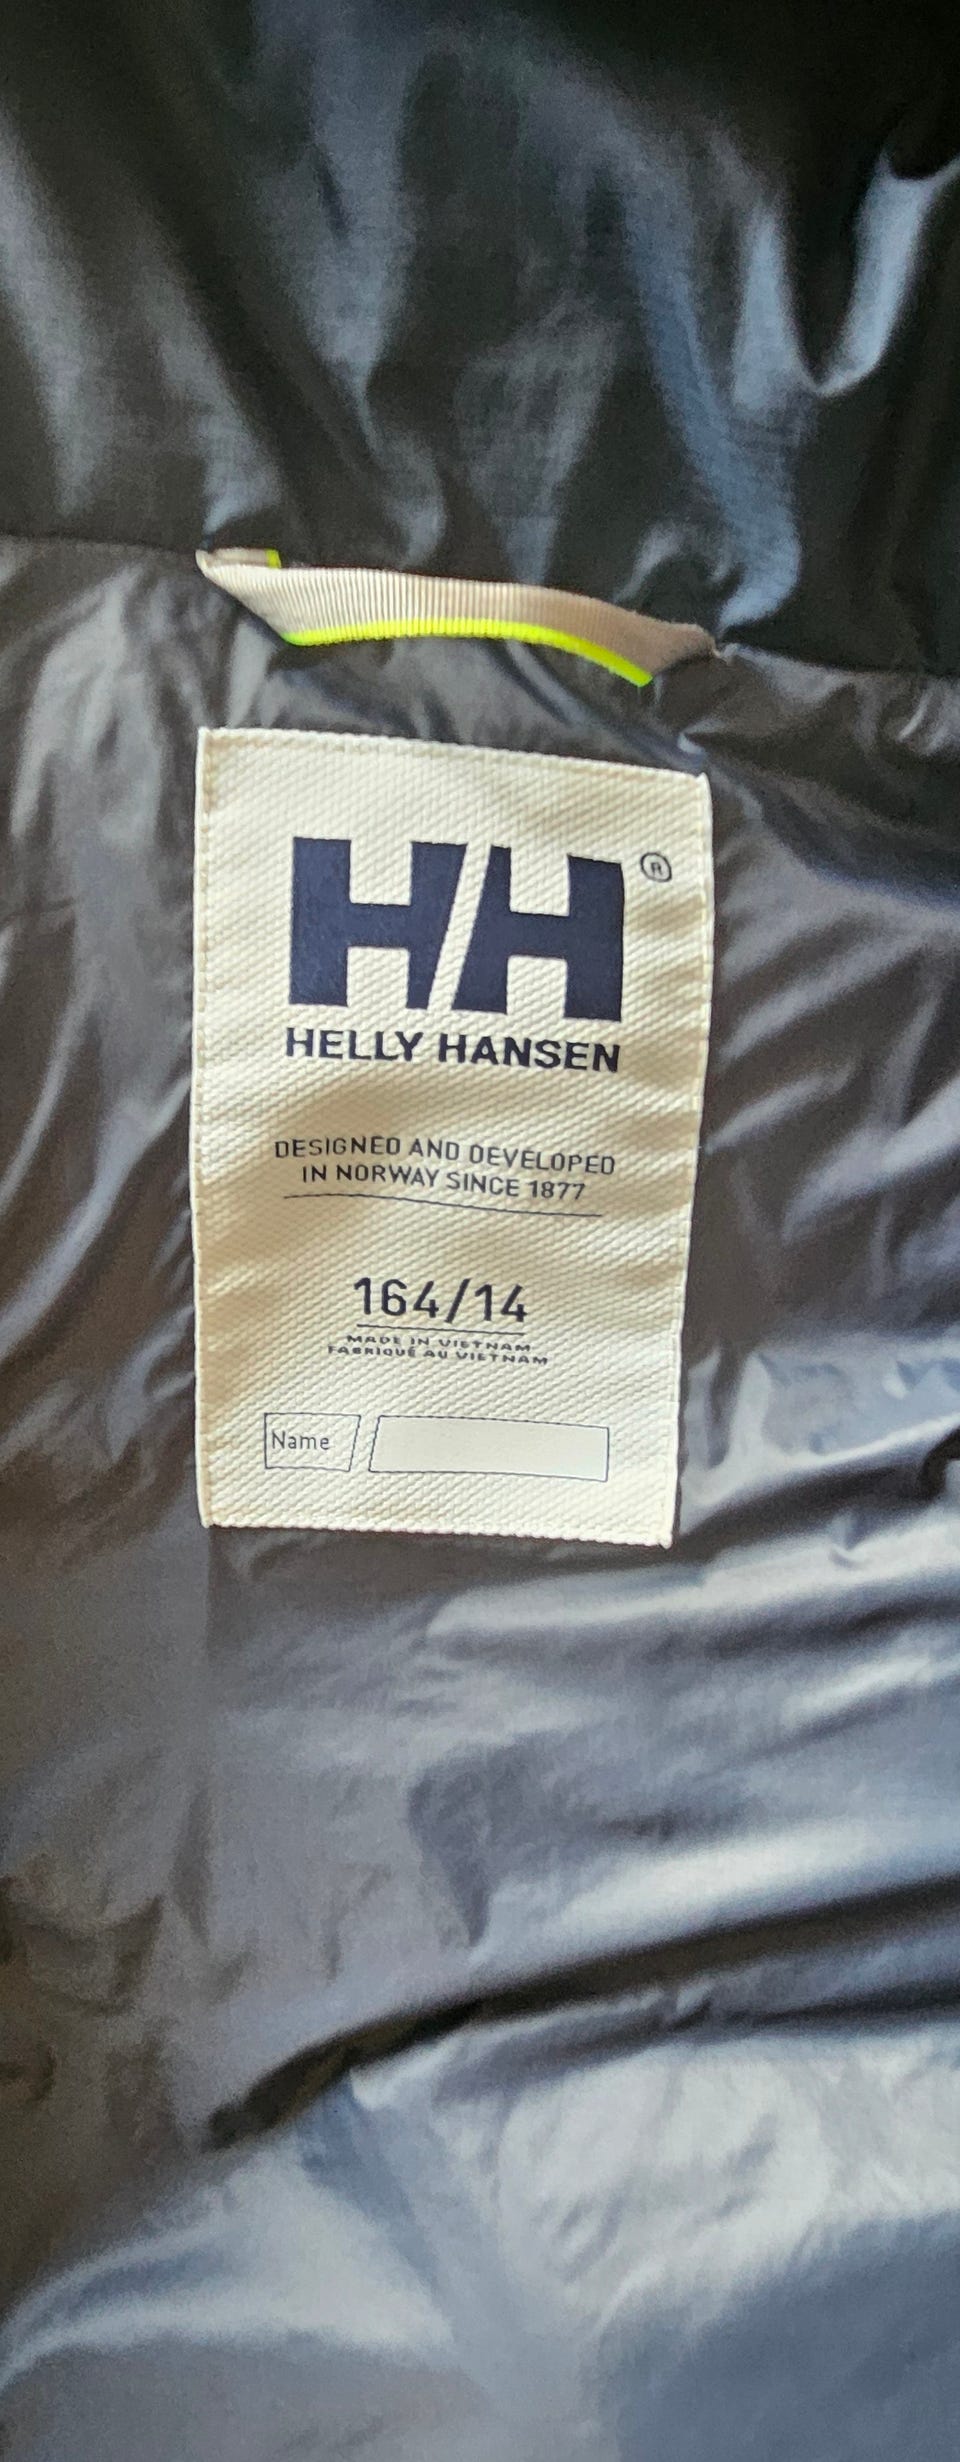 HH®
HELLY HANSEN
DESIGNED AND DEVELOPED
IN NORWAY SINCE 1877
164/14
MADE IN VIETNAM
FABRIQUÉ AU VIETNAM
Name